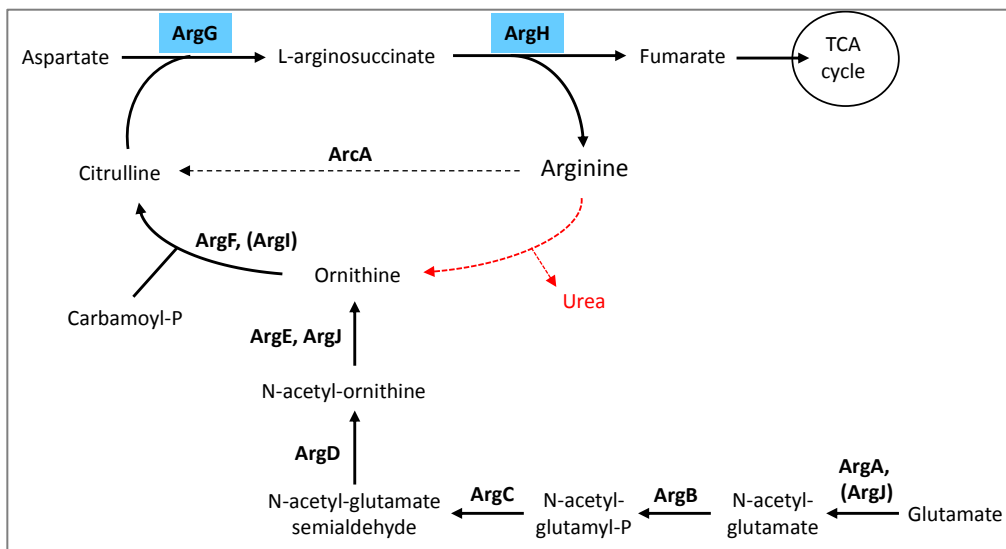 ArgG
ArgH
Aspartate
L-arginosuccinate
Fumarate
TCA
cycle
ArcA
Citrulline
Arginine
ArgF, (ArgI)
Ornithine
Urea
Carbamoyl-P
ArgE, ArgJ
N-acetyl-ornithine
ArgD
ArgA,
(ArgJ)
N-acetyl-glutamate
semialdehyde
ArgC
N-acetyl-
glutamyl-P
ArgB
N-acetyl-
glutamate
Glutamate